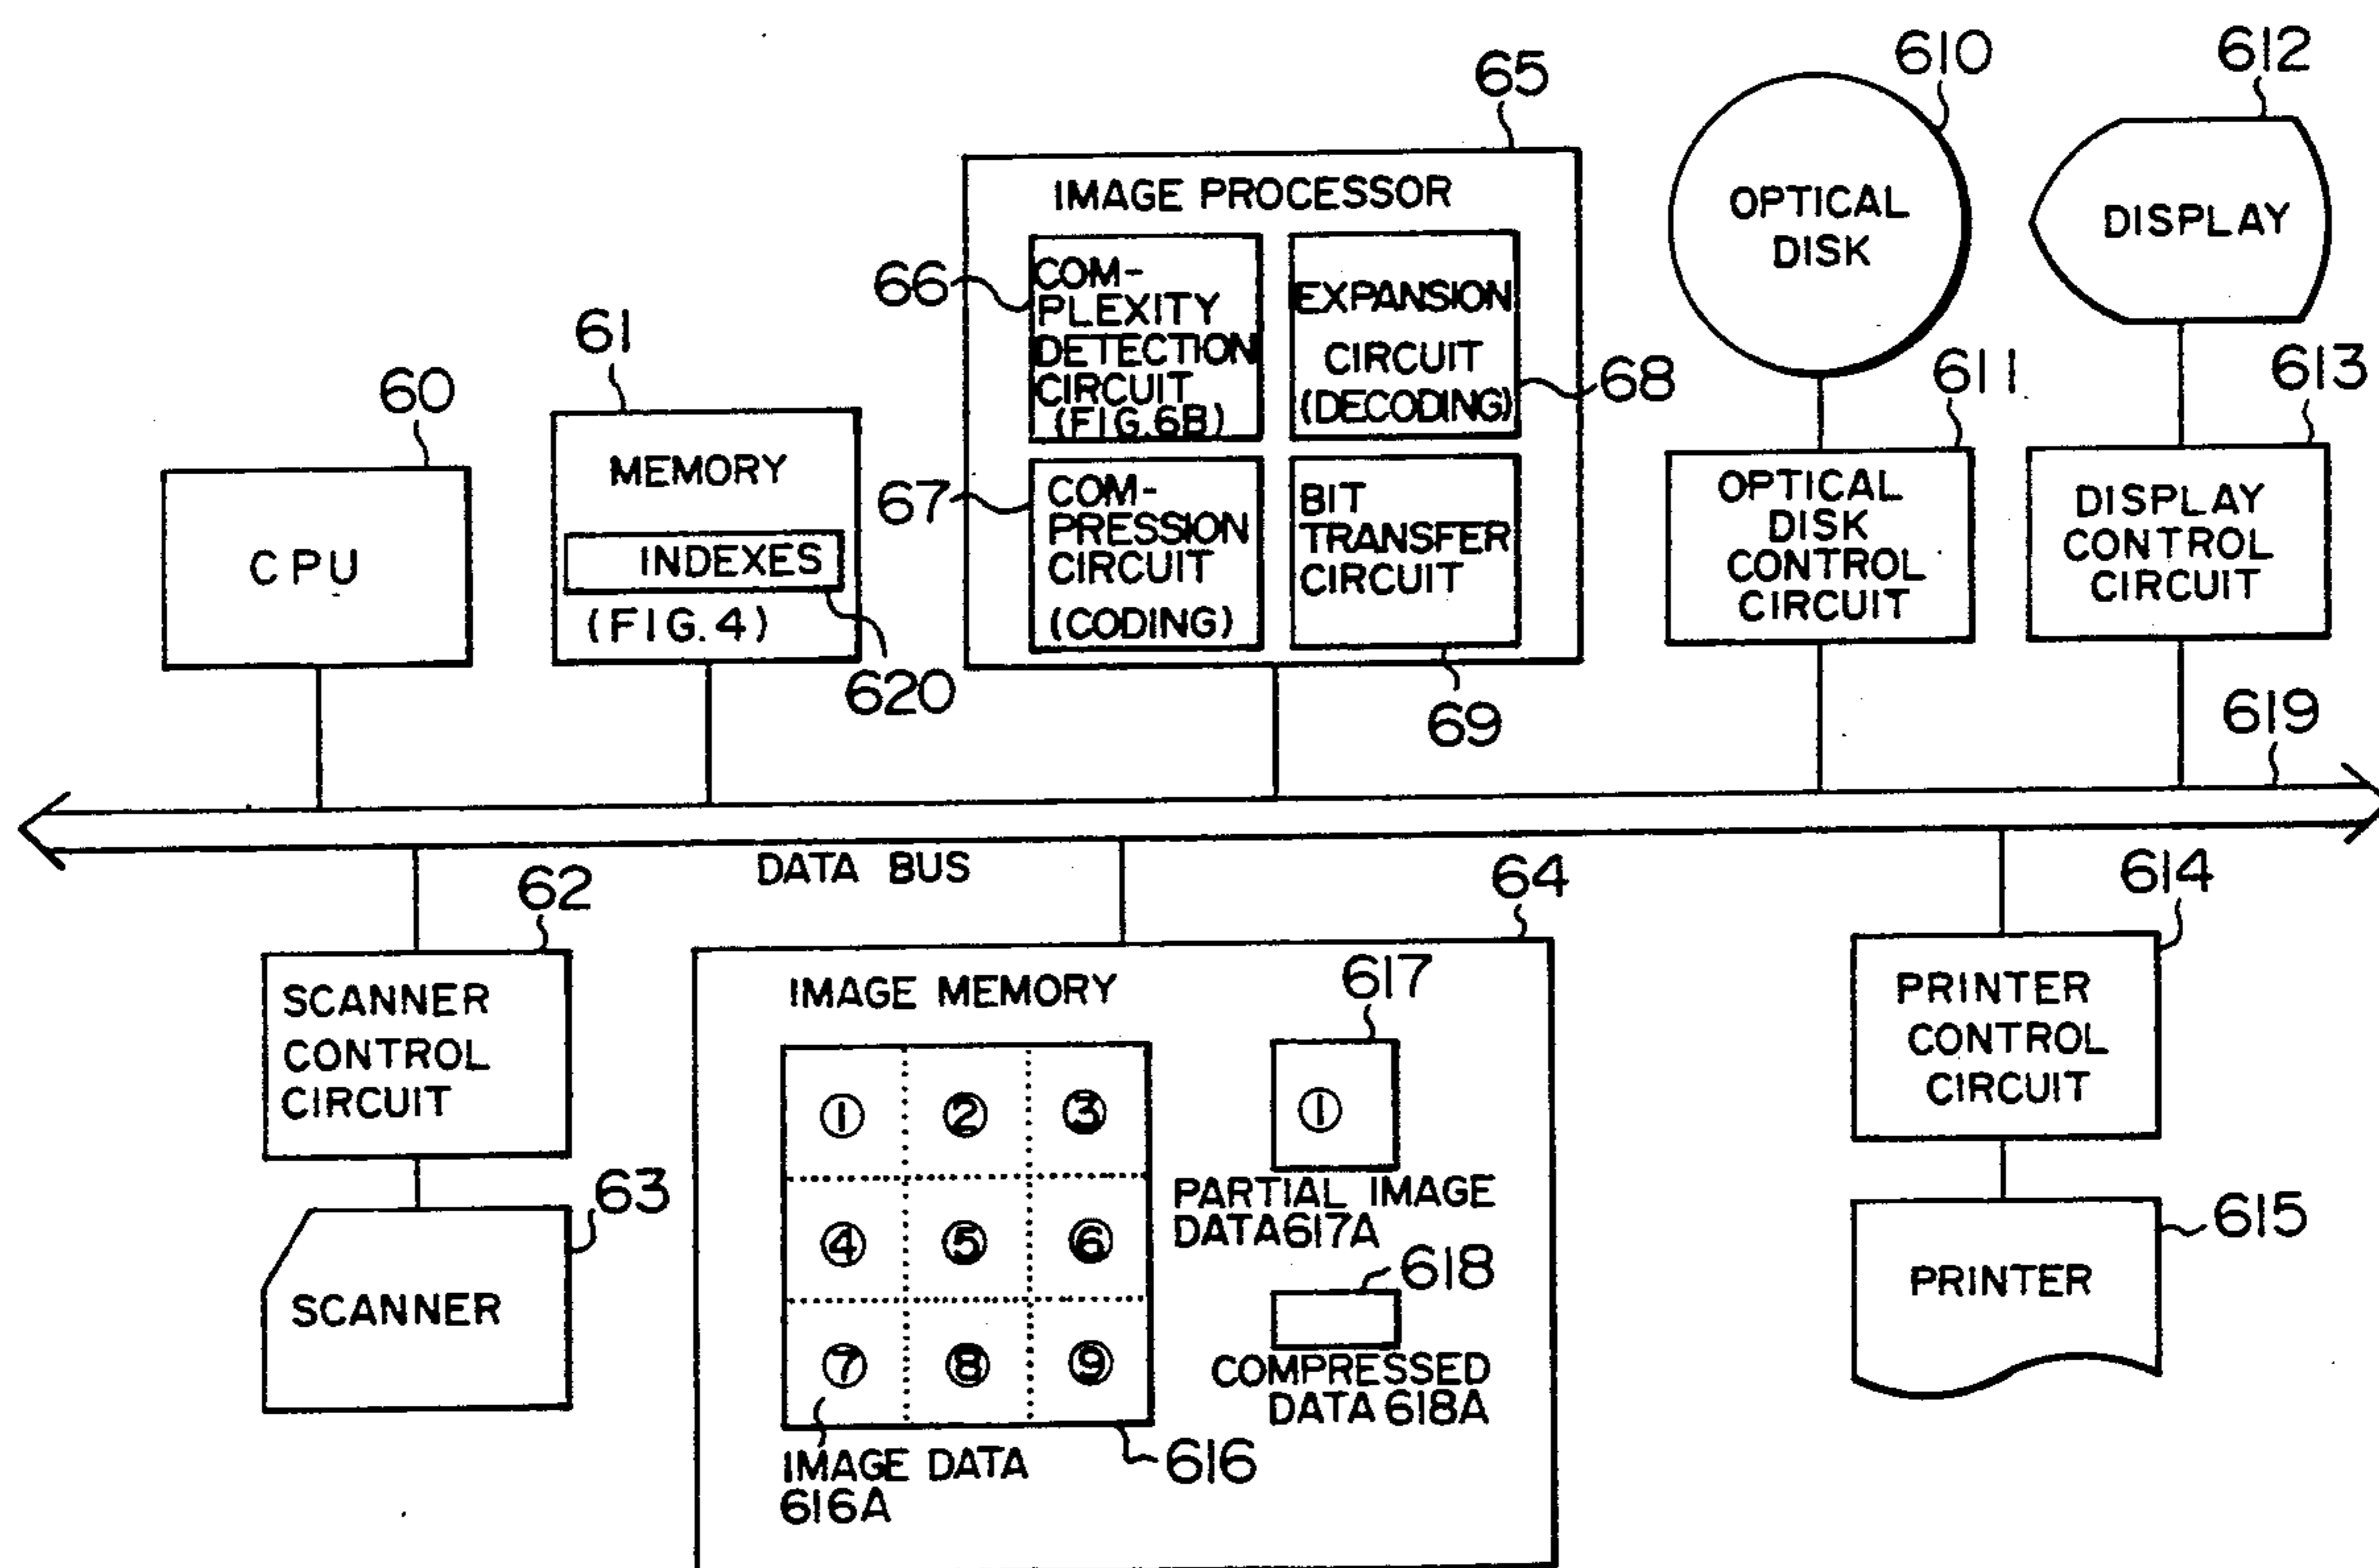 610
612
65
IMAGE PROCESSOR
OPTICAL
DISK
DISPLAY
66
COM-
PLEXITY
DETECTION
CIRCUIT
(FIG.6B)
EXPANSION
CIRCUIT
(DECODING)
68
61
60
611
613
MEMORY
INDEXES
(FIG.4)
620
CPU
67
COM-
PRESSION
CIRCUIT
(CODING)
BIT
TRANSFER
CIRCUIT
69
OPTICAL
DISK
CONTROL
CIRCUIT
DISPLAY
CONTROL
CIRCUIT
619
DATA BUS
62
64
614
SCANNER
CONTROL
CIRCUIT
63
SCANNER
IMAGE MEMORY
617
① ② ③
④ ⑤ ⑥
⑦ ⑧ ⑨
①
PARTIAL IMAGE
DATA617A
618
COMPRESSED
DATA 618A
IMAGE DATA
616A
616
PRINTER
CONTROL
CIRCUIT
615
PRINTER